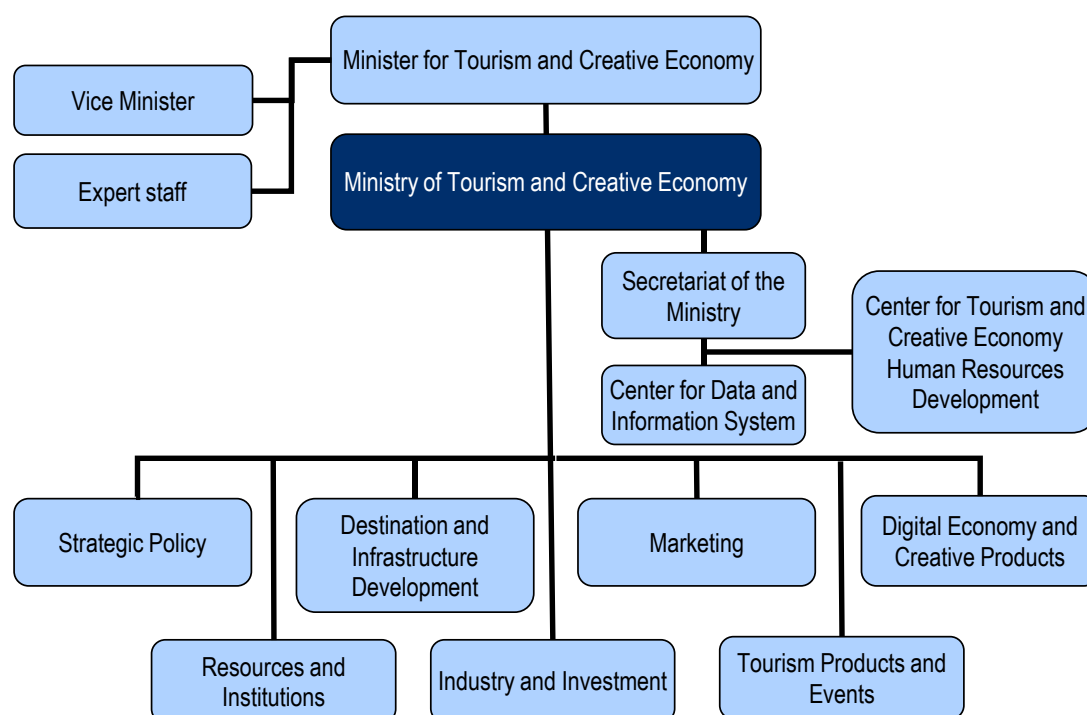 Minister for Tourism and Creative Economy
Vice Minister
Expert staff
Ministry of Tourism and Creative Economy
Secretariat of the
Ministry
Center for Tourism and
Creative Economy
Human Resources
Development
Center for Data and
Information System
Strategic Policy
Destination and
Infrastructure
Development
Marketing
Digital Economy and
Creative Products
Resources and
Institutions
Industry and Investment
Tourism Products and
Events